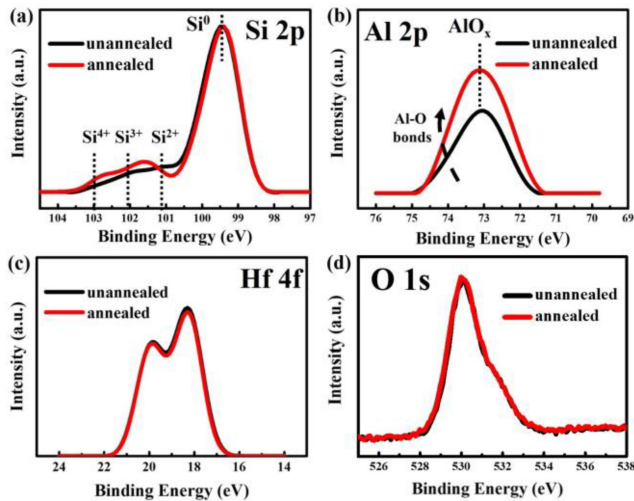 (a) Si⁰ Si 2p
unannealed
annealed
Si⁴⁺ Si³⁺ Si²⁺
Intensity (a.u.)
104 103 102 101 100 99 98 97
Binding Energy (eV)
(b) Al 2p AlOₓ
unannealed
annealed
Al-O
bonds
Intensity (a.u.)
76 75 74 73 72 71 70 69
Binding Energy (eV)
(c) Hf 4f
unannealed
annealed
Intensity (a.u.)
24 22 20 18 16 14
Binding Energy (eV)
(d) O 1s
unannealed
annealed
Intensity (a.u.)
526 528 530 532 534 536 538
Binding Energy (eV)